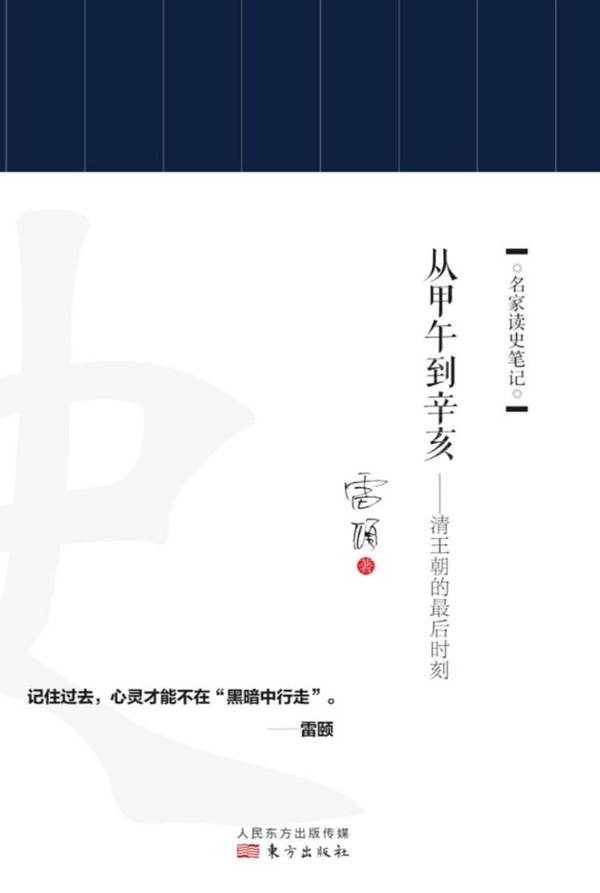 名家读史笔记
从甲午到辛亥
——清王朝的最后时刻
雷颐
著
史
记住过去，心灵才能不在“黑暗中行走”。
——雷颐
人民东方出版传媒
东方出版社